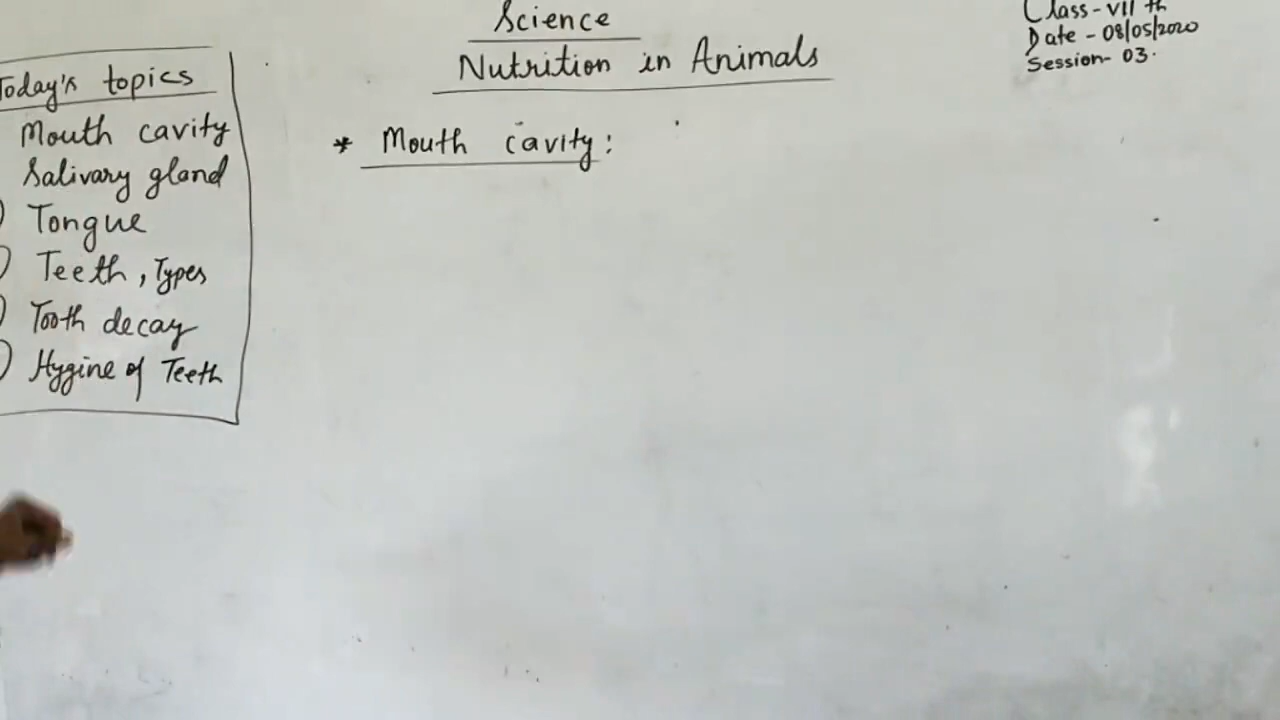 Science
Nutrition in Animals
Class - VII th
Date - 08/05/2020
Session- 03.
Today's topics
Mouth cavity
Salivary gland
) Tongue
) Teeth, Types
) Tooth decay
) Hygine of Teeth
* Mouth cavity: